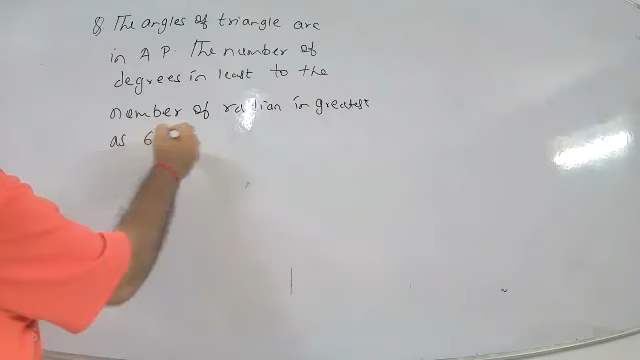 8 The angles of triangle are
in A P. The number of
degrees in least to the
number of radian in greatest
as 6